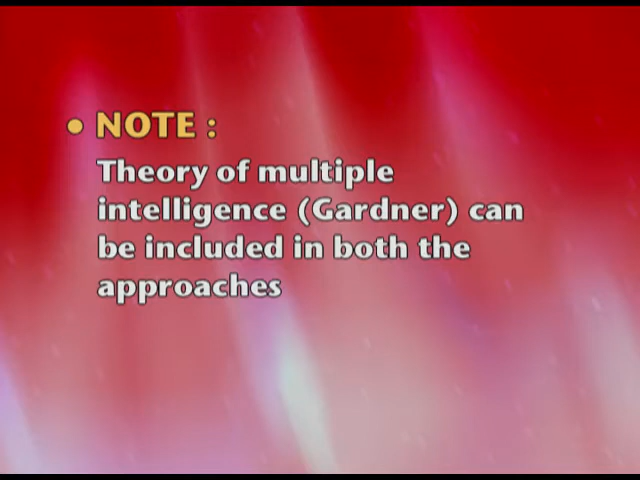 • NOTE :
Theory of multiple
intelligence (Gardner) can
be included in both the
approaches